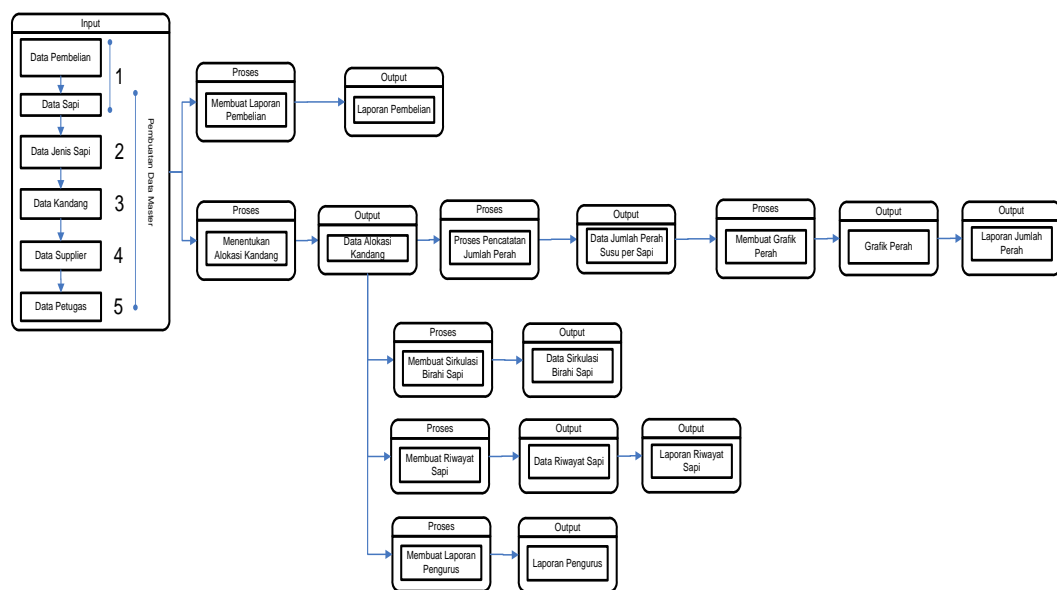 Input
Data Pembelian
1
Data Sapi
Data Jenis Sapi
2
Data Kandang
3
Data Supplier
4
Data Petugas
5
Pembuatan Data Master
Proses
Membuat Laporan
Pembelian
Output
Laporan Pembelian
Proses
Menentukan
Alokasi Kandang
Output
Data Alokasi
Kandang
Proses
Proses Pencatatan
Jumlah Perah
Output
Data Jumlah Perah
Susu per Sapi
Proses
Membuat Grafik
Perah
Output
Grafik Perah
Output
Laporan Jumlah
Perah
Proses
Membuat Sirkulasi
Birahi Sapi
Output
Data Sirkulasi
Birahi Sapi
Proses
Membuat Riwayat
Sapi
Output
Data Riwayat Sapi
Output
Laporan Riwayat
Sapi
Proses
Membuat Laporan
Pengurus
Output
Laporan Pengurus